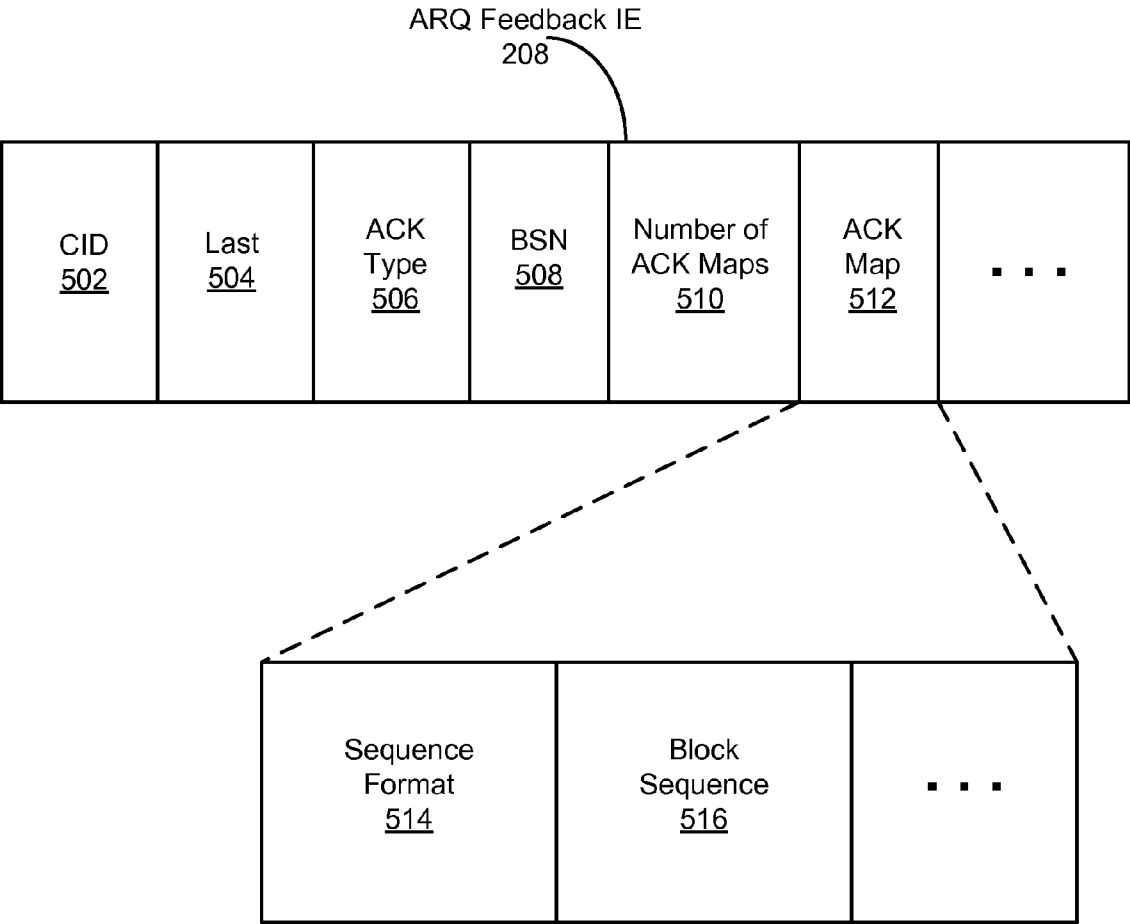 ARQ Feedback IE
208
CID
502
Last
504
ACK
Type
506
BSN
508
Number of
ACK Maps
510
ACK
Map
512
. . .
Sequence
Format
514
Block
Sequence
516
. . .